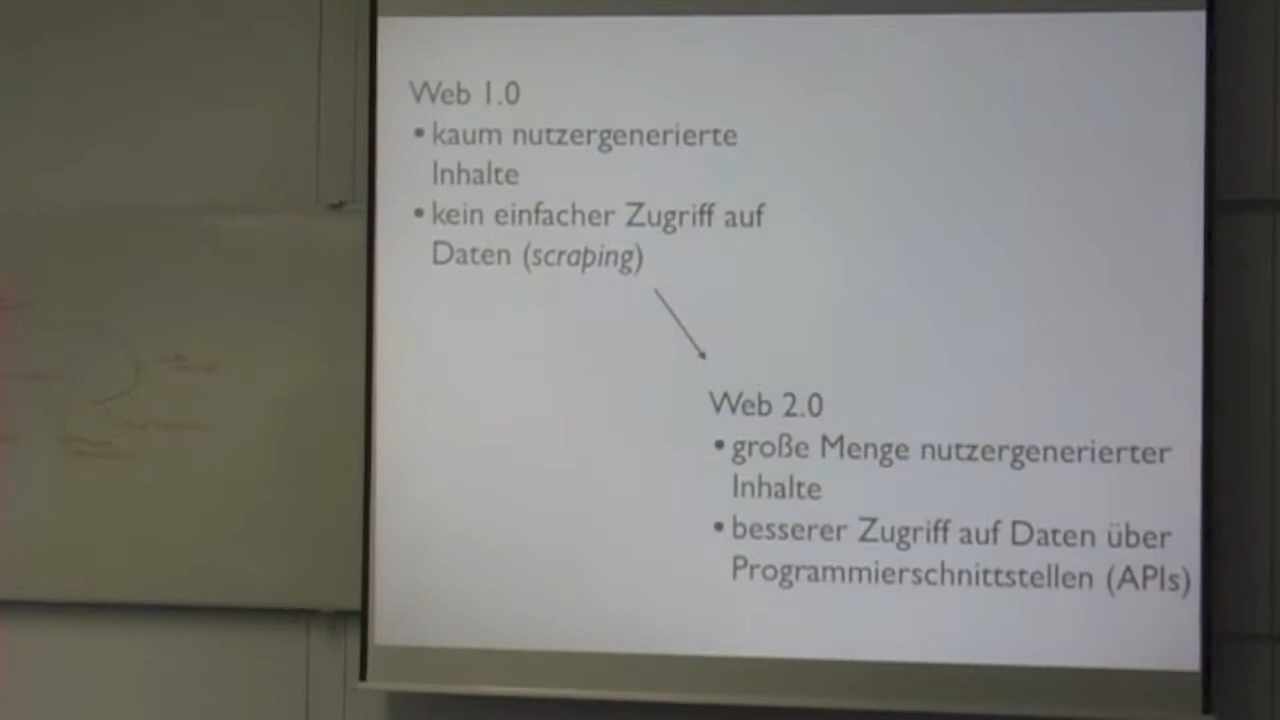 Web 1.0
• kaum nutzergenerierte
Inhalte
• kein einfacher Zugriff auf
Daten (scraping)
Web 2.0
• große Menge nutzergenerierter
Inhalte
• besserer Zugriff auf Daten über
Programmierschnittstellen (APIs)